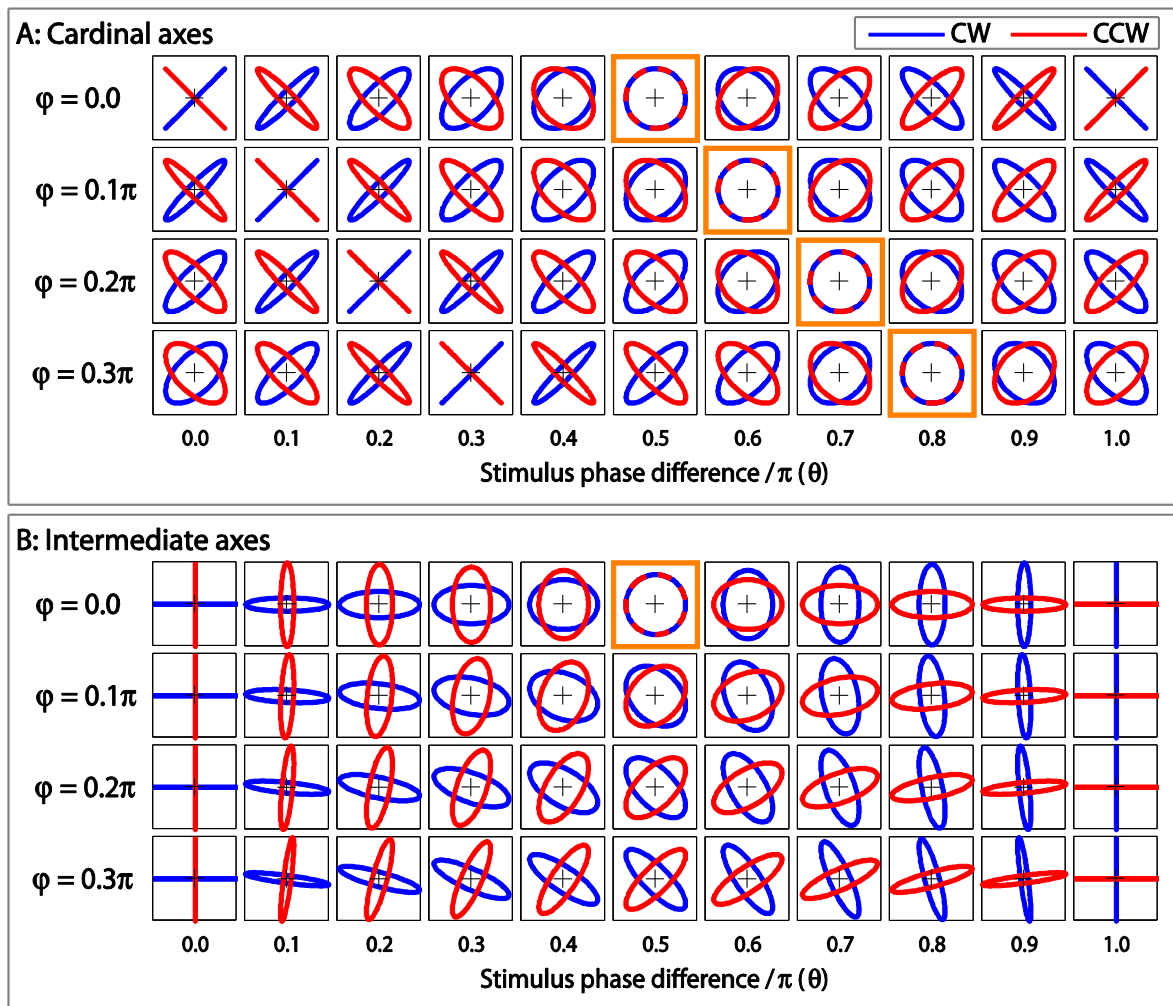 A: Cardinal axes
CW CCW
φ = 0.0
φ = 0.1π
φ = 0.2π
φ = 0.3π
0.0 0.1 0.2 0.3 0.4 0.5 0.6 0.7 0.8 0.9 1.0
Stimulus phase difference / π (θ)
B: Intermediate axes
φ = 0.0
φ = 0.1π
φ = 0.2π
φ = 0.3π
0.0 0.1 0.2 0.3 0.4 0.5 0.6 0.7 0.8 0.9 1.0
Stimulus phase difference / π (θ)